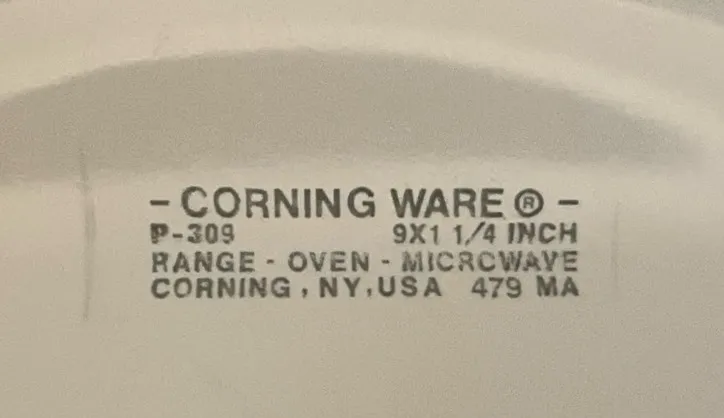 - CORNING WARE ® -
P-309 9X1 1/4 INCH
RANGE - OVEN - MICROWAVE
CORNING, NY, USA 479 MA